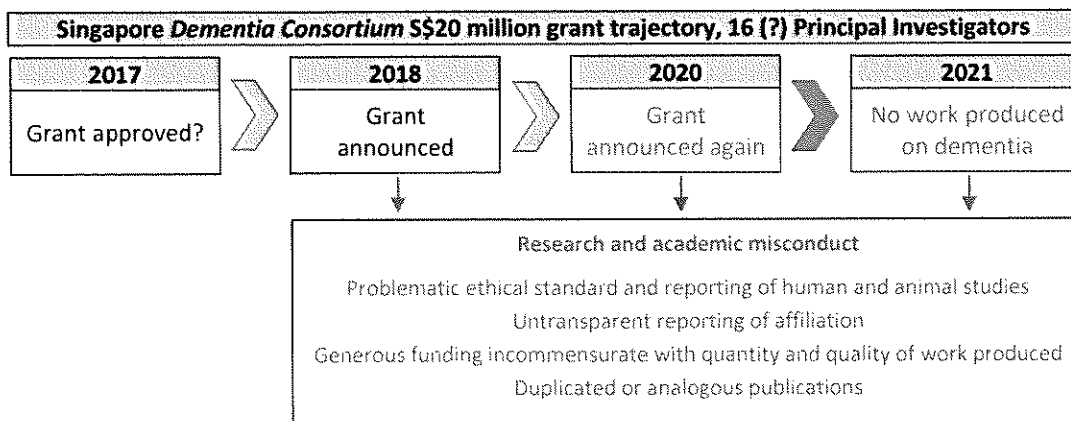 Singapore Dementia Consortium S$20 million grant trajectory, 16 (?) Principal Investigators
2017
Grant approved?
2018
Grant
announced
2020
Grant
announced again
2021
No work produced
on dementia
Research and academic misconduct
Problematic ethical standard and reporting of human and animal studies
Untransparent reporting of affiliation
Generous funding incommensurate with quantity and quality of work produced
Duplicated or analogous publications